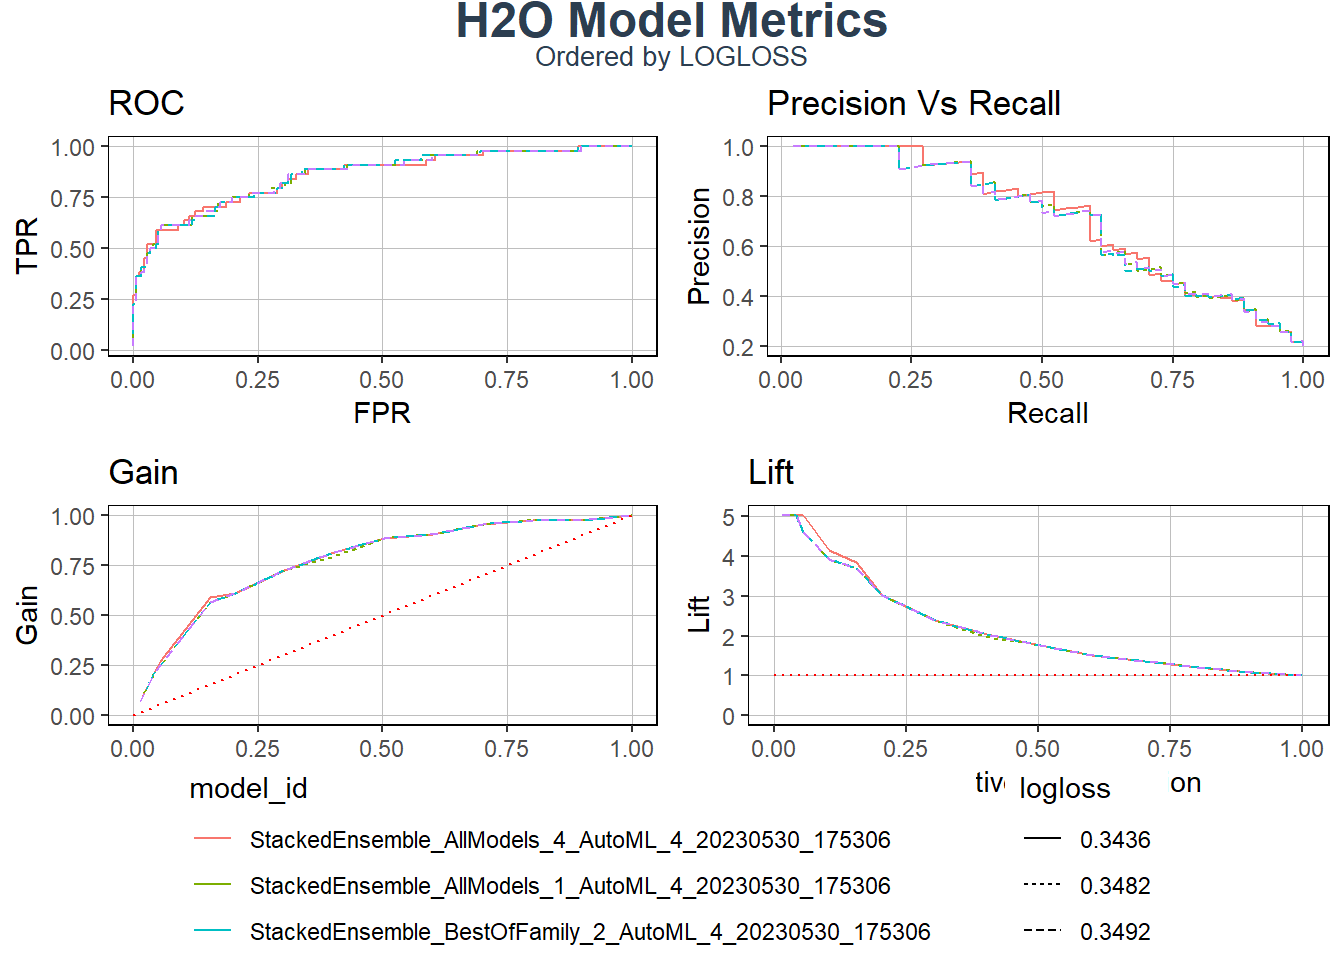 H2O Model Metrics
Ordered by LOGLOSS
ROC
1.00
0.75
0.50
0.25
0.00
TPR
0.00 0.25 0.50 0.75 1.00
FPR
Precision Vs Recall
1.0
0.8
0.6
0.4
0.2
Precision
0.00 0.25 0.50 0.75 1.00
Recall
Gain
1.00
0.75
0.50
0.25
0.00
Gain
0.00 0.25 0.50 0.75 1.00
Lift
5
4
3
2
1
0
Lift
0.00 0.25 0.50 0.75 1.00
on
model_id
StackedEnsemble_AllModels_4_AutoML_4_20230530_175306
StackedEnsemble_AllModels_1_AutoML_4_20230530_175306
StackedEnsemble_BestOfFamily_2_AutoML_4_20230530_175306
logloss
0.3436
0.3482
0.3492